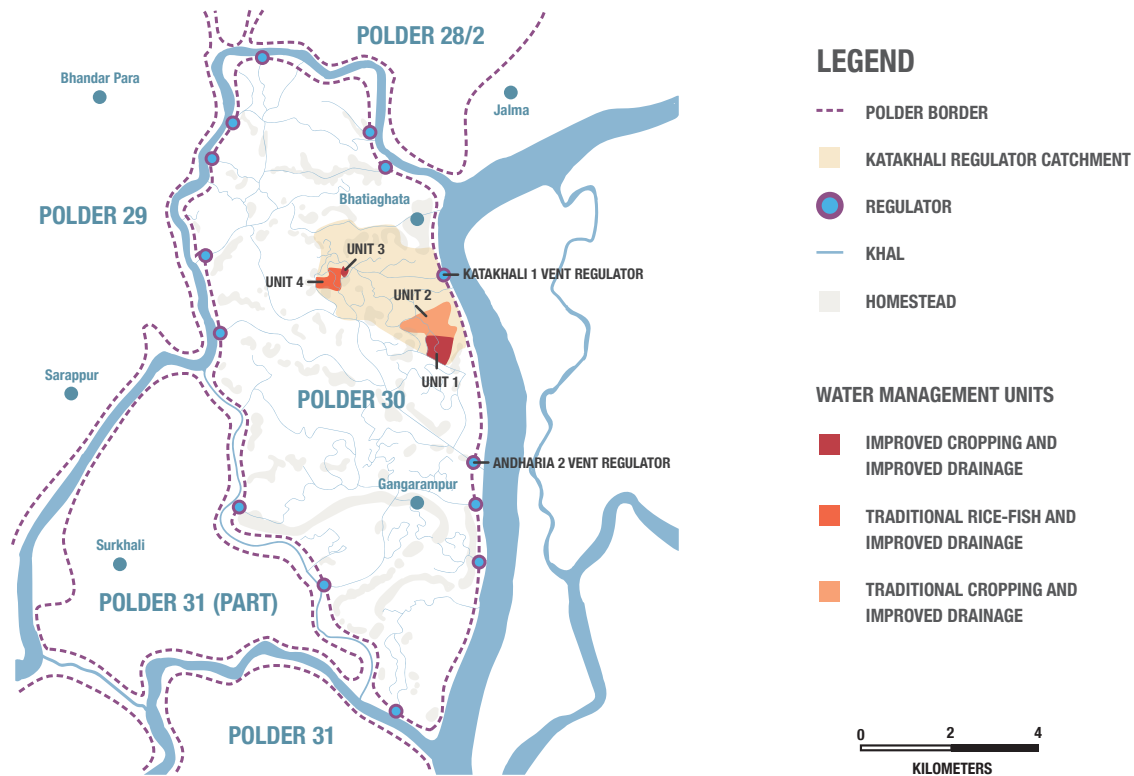 POLDER 28/2
Bhandar Para
Jalma
POLDER 29
Bhatiaghata
UNIT 3
UNIT 4
KATAKHALI 1 VENT REGULATOR
UNIT 2
UNIT 1
Sarappur
POLDER 30
ANDHARIA 2 VENT REGULATOR
Gangarampur
Surkhali
POLDER 31 (PART)
POLDER 31
LEGEND
POLDER BORDER
KATAKHALI REGULATOR CATCHMENT
REGULATOR
KHAL
HOMESTEAD
WATER MANAGEMENT UNITS
IMPROVED CROPPING AND
IMPROVED DRAINAGE
TRADITIONAL RICE-FISH AND
IMPROVED DRAINAGE
TRADITIONAL CROPPING AND
IMPROVED DRAINAGE
0 2 4
KILOMETERS